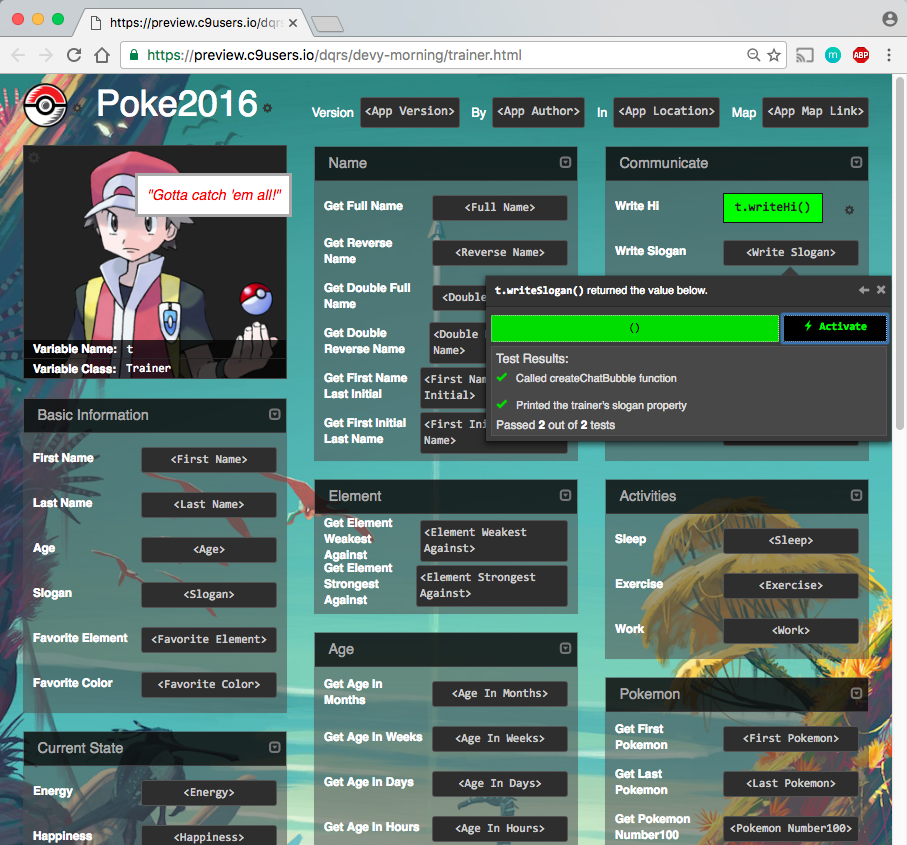 https://preview.c9users.io/dqrs
https://preview.c9users.io/dqrs/devy-morning/trainer.html
m
ABP
Poke2016
Version <App Version> By <App Author> In <App Location> Map <App Map Link>
"Gotta catch 'em all!"
Variable Name: t
Variable Class: Trainer
Basic Information
First Name <First Name>
Last Name <Last Name>
Age <Age>
Slogan <Slogan>
Favorite Element <Favorite Element>
Favorite Color <Favorite Color>
Current State
Energy <Energy>
Happiness <Happiness>
Name
Get Full Name <Full Name>
Get Reverse
Name
<Reverse Name>
Get Double Full
Name
<Double
Get Double
Reverse Name
<Double
Name>
Get First Name
Last Initial
<First Na
Initial>
Get First Initial
Last Name
<First Ini
Name>
Element
Get Element
Weakest
Against
<Element Weakest
Against>
Get Element
Strongest
Against
<Element Strongest
Against>
Age
Get Age In
Months
<Age In Months>
Get Age In Weeks <Age In Weeks>
Get Age In Days <Age In Days>
Get Age In Hours <Age In Hours>
Communicate
Write Hi t.writeHi()
Write Slogan <Write Slogan>
t.writeSlogan() returned the value below.
()
Activate
Test Results:
Called createChatBubble function
Printed the trainer's slogan property
Passed 2 out of 2 tests
Activities
Sleep <Sleep>
Exercise <Exercise>
Work <Work>
Pokemon
Get First
Pokemon
<First Pokemon>
Get Last
Pokemon
<Last Pokemon>
Get Pokemon
Number100
<Pokemon Number100>